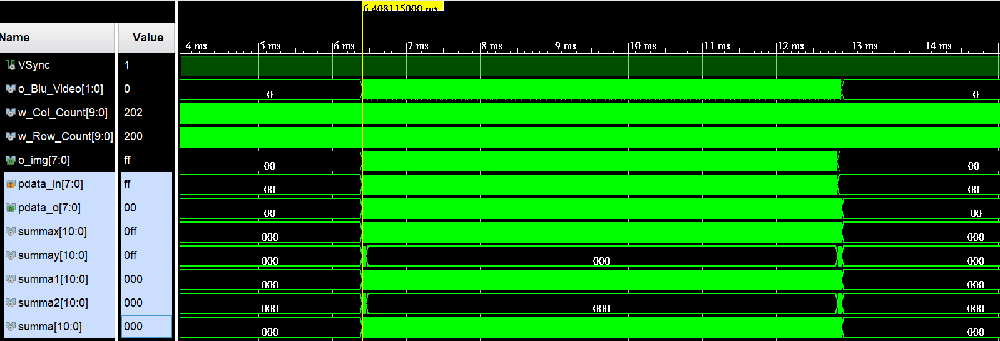 6.408115000 ms
Name Value
4 ms 5 ms 6 ms 7 ms 8 ms 9 ms 10 ms 11 ms 12 ms 13 ms 14 ms
VSync 1
o_Blu_Video[1:0] 0 0 0
w_Col_Count[9:0] 202
w_Row_Count[9:0] 200
o_img[7:0] ff 00 00
pdata_in[7:0] ff 00 00
pdata_o[7:0] 00 00 00
summax[10:0] 0ff 000 000
summay[10:0] 0ff 000 000 000
summa1[10:0] 000 000 000
summa2[10:0] 000 000 000 000
summa[10:0] 000 000 000